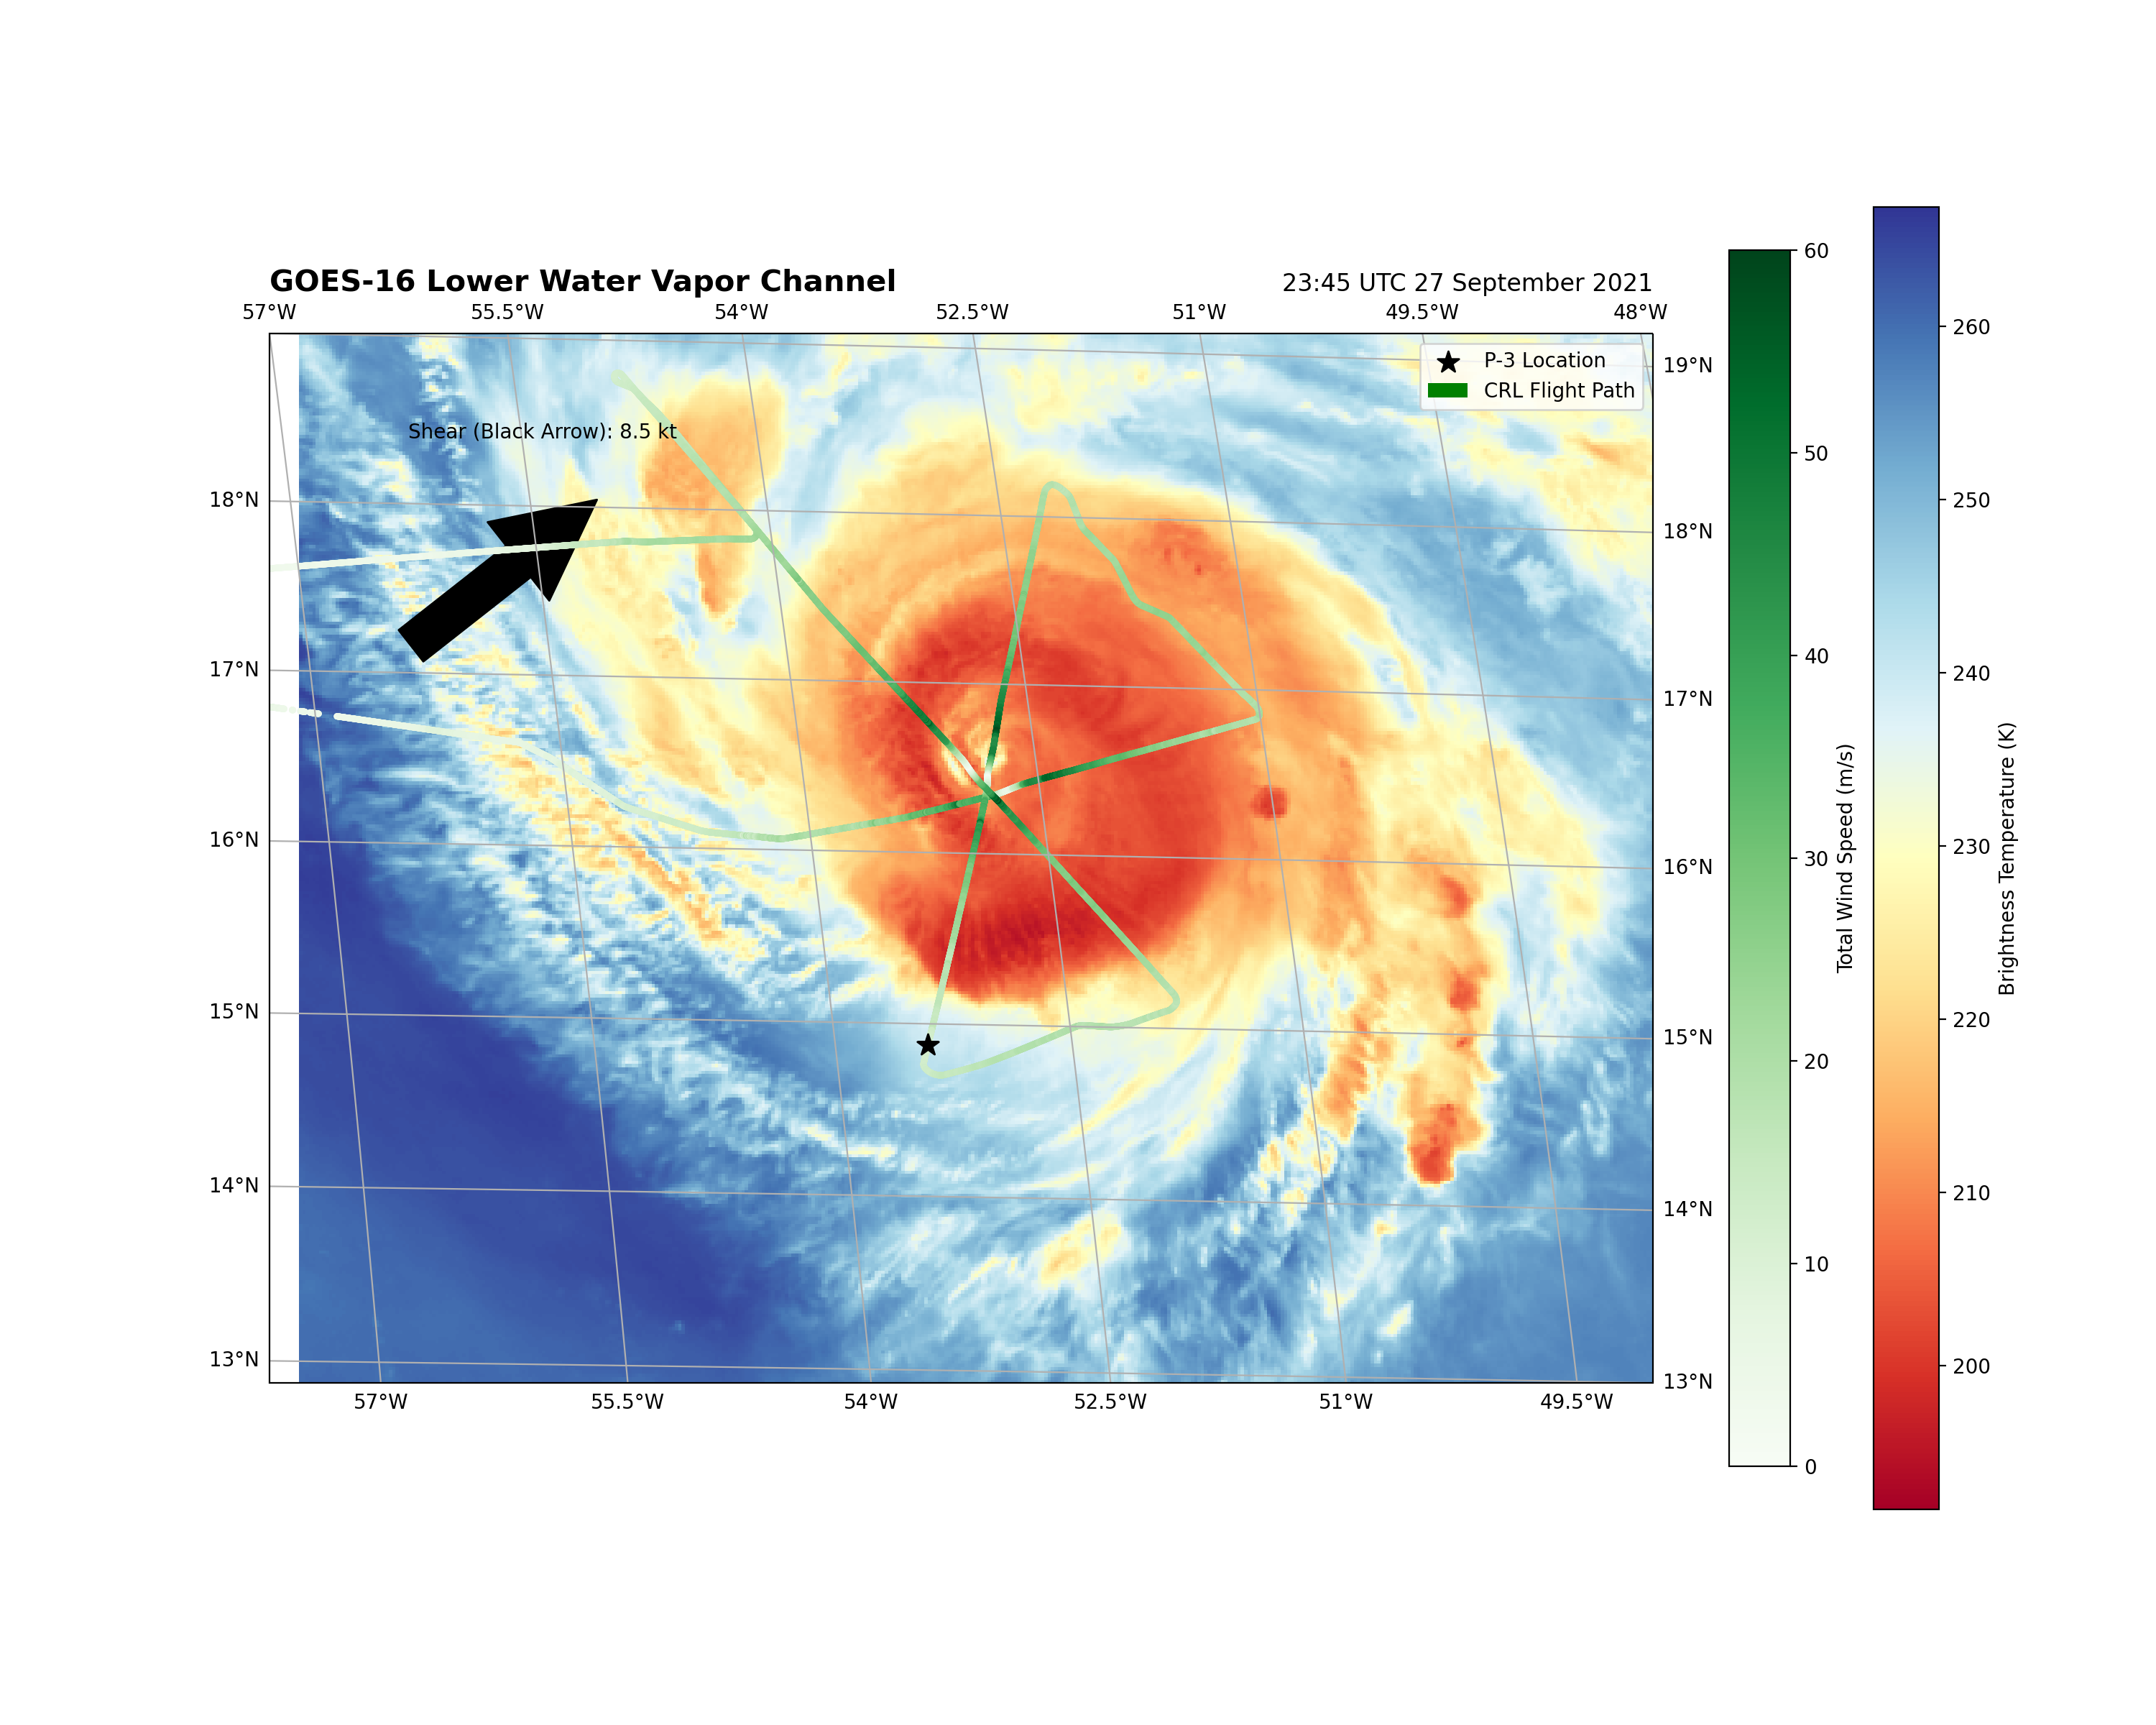 GOES-16 Lower Water Vapor Channel
23:45 UTC 27 September 2021
57°W 55.5°W 54°W 52.5°W 51°W 49.5°W 48°W
P-3 Location
CRL Flight Path
Shear (Black Arrow): 8.5 kt
18°N
17°N
16°N
15°N
14°N
13°N
19°N
18°N
17°N
16°N
15°N
14°N
13°N
57°W 55.5°W 54°W 52.5°W 51°W 49.5°W
60
50
40
30
20
10
0
Total Wind Speed (m/s)
260
250
240
230
220
210
200
Brightness Temperature (K)